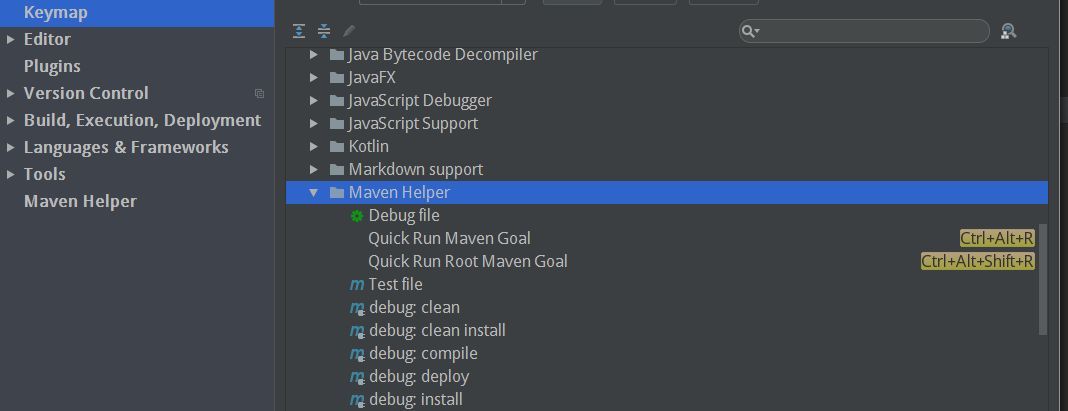 Keymap
Editor
Plugins
Version Control
Build, Execution, Deployment
Languages & Frameworks
Tools
Maven Helper
Java Bytecode Decompiler
JavaFX
JavaScript Debugger
JavaScript Support
Kotlin
Markdown support
Maven Helper
Debug file
Quick Run Maven Goal Ctrl+Alt+R
Quick Run Root Maven Goal Ctrl+Alt+Shift+R
Test file
debug: clean
debug: clean install
debug: compile
debug: deploy
debug: install